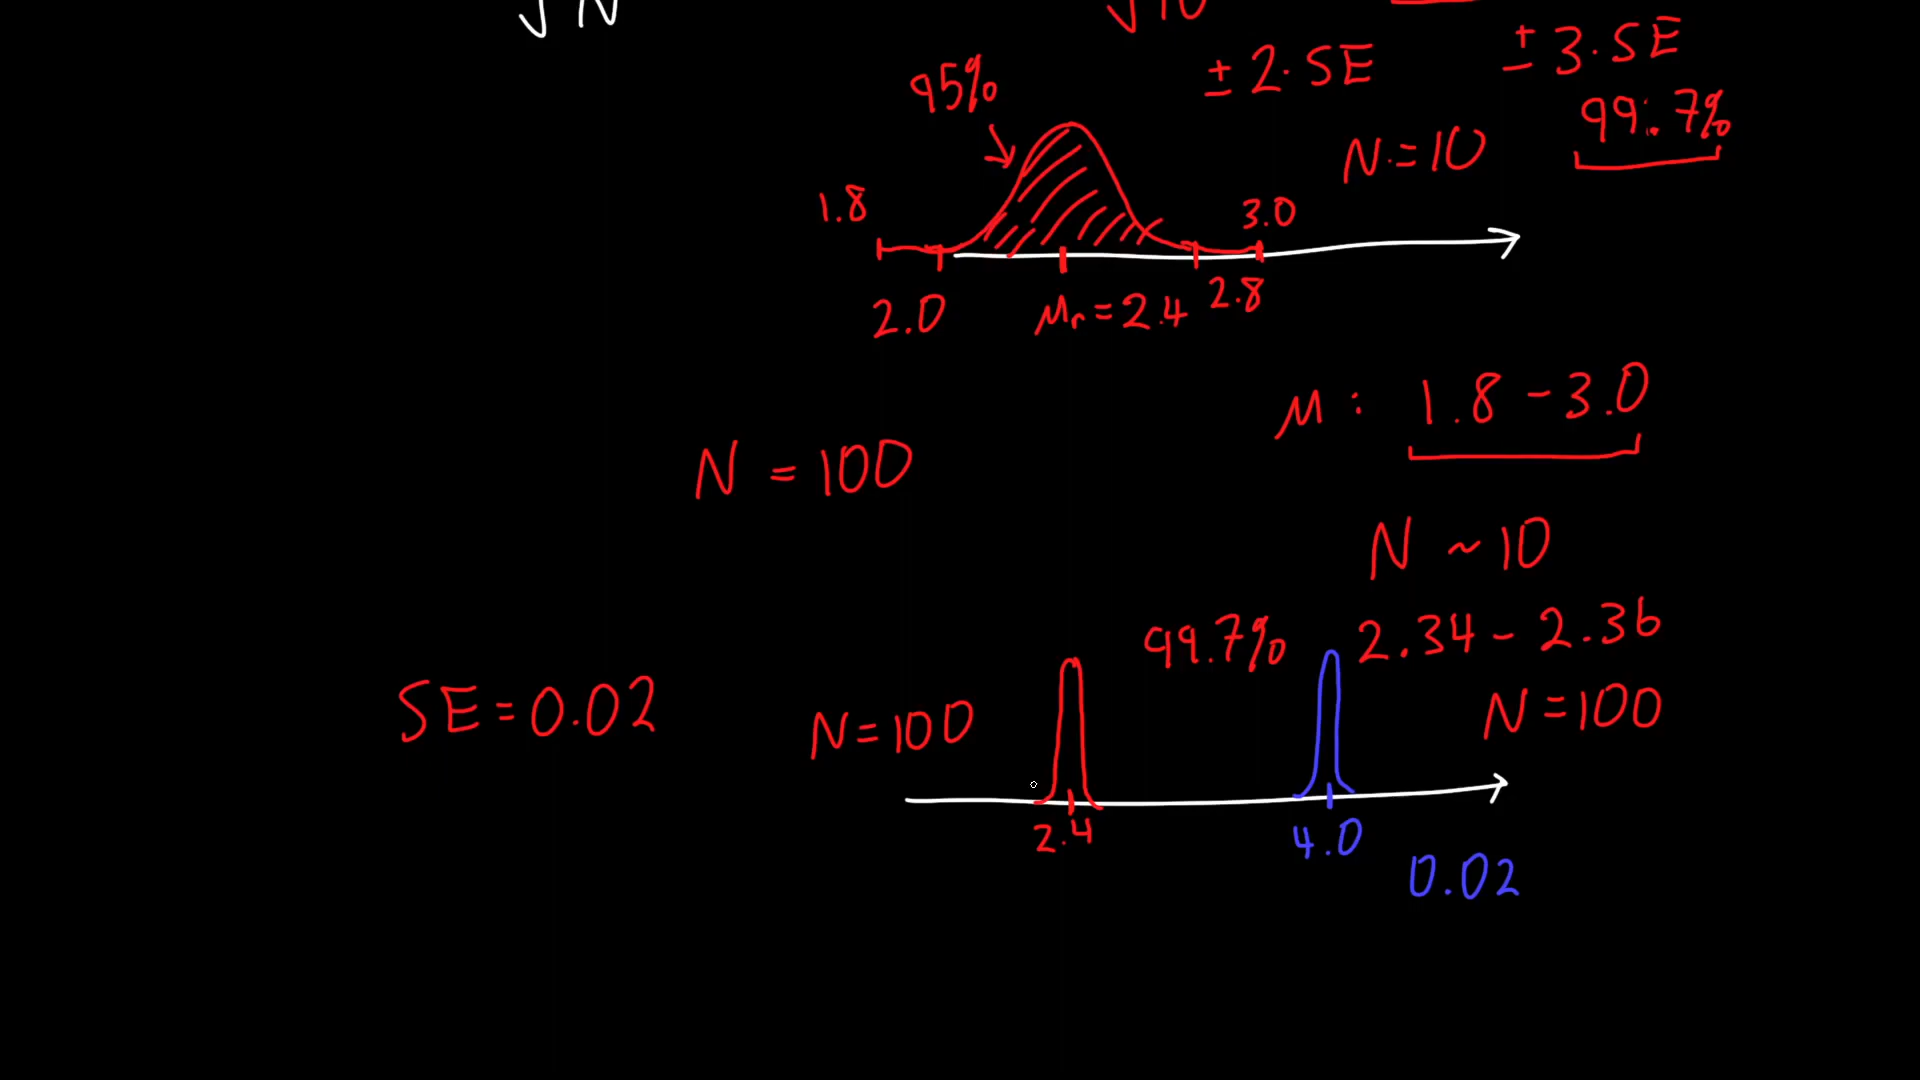 √N
√10
± 2·SE
± 3·SE
95%
99.7%
N = 10
1.8
3.0
2.0
μr = 2.4
2.8
μ : 1.8 - 3.0
N = 100
N ~ 10
99.7%
2.34 - 2.36
SE = 0.02
N = 100
N = 100
2.4
4.0
0.02